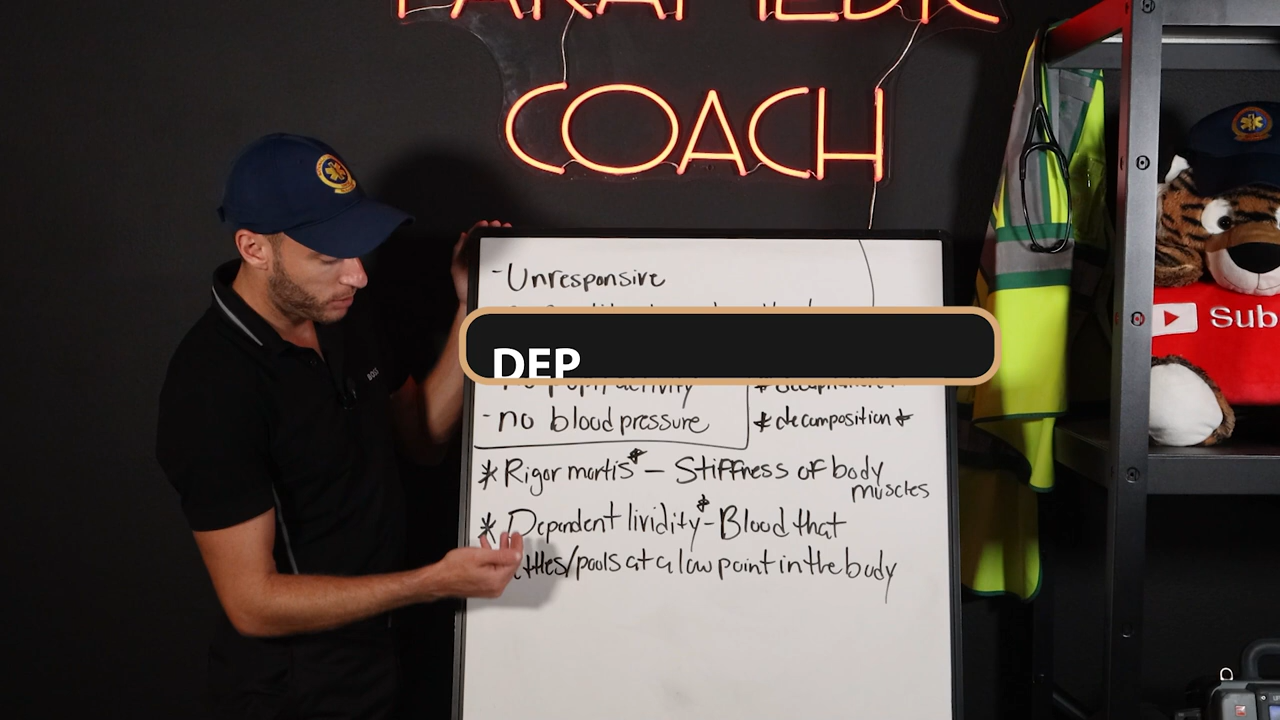 COACH
- Unresponsive
DEP
- no blood pressure
* decomposition *
* Rigor mortis* - Stiffness of body
muscles
* Dependent lividity* - Blood that
/pools at a low point in the body
Sub